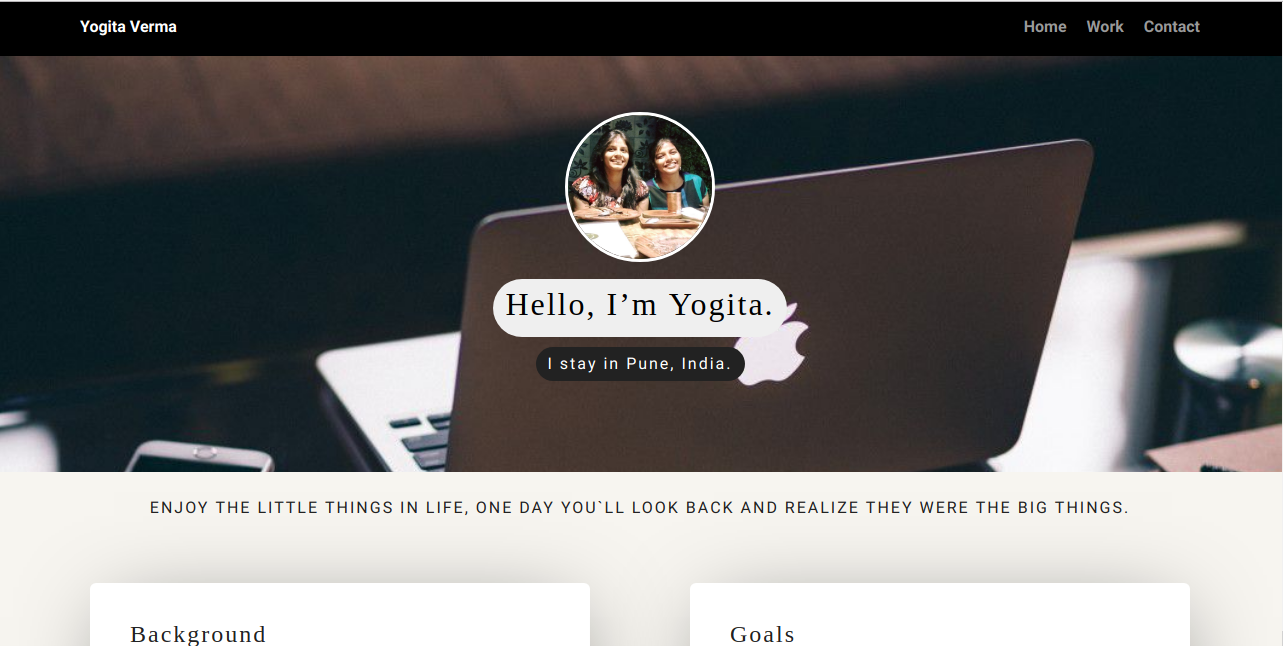 Yogita Verma
Home Work Contact
Hello, I’m Yogita.
I stay in Pune, India.
ENJOY THE LITTLE THINGS IN LIFE, ONE DAY YOU`LL LOOK BACK AND REALIZE THEY WERE THE BIG THINGS.
Background
Goals